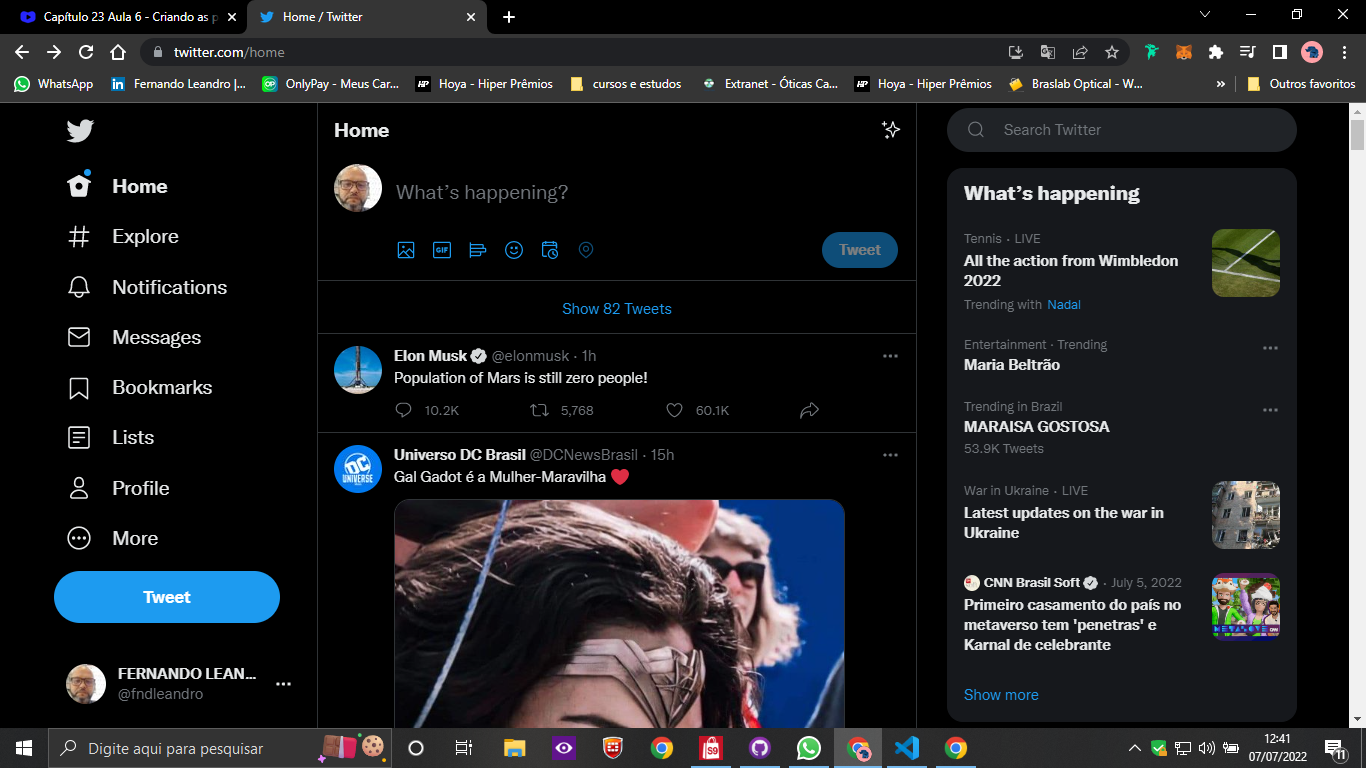 Capítulo 23 Aula 6 - Criando as p
Home / Twitter
twitter.com/home
WhatsApp
Fernando Leandro |...
OnlyPay - Meus Car...
Hoya - Hiper Prêmios
cursos e estudos
Extranet - Óticas Ca...
Hoya - Hiper Prêmios
Braslab Optical - W...
»
Outros favoritos
Home
Explore
Notifications
Messages
Bookmarks
Lists
Profile
More
Tweet
FERNANDO LEAN...
@fndleandro
Home
What's happening?
GIF
Tweet
Show 82 Tweets
Elon Musk @elonmusk · 1h
Population of Mars is still zero people!
10.2K 5,768 60.1K
Universo DC Brasil @DCNewsBrasil · 15h
Gal Gadot é a Mulher-Maravilha ❤️
DC
UNIVERSE
Search Twitter
What's happening
Tennis · LIVE
All the action from Wimbledon
2022
Trending with Nadal
Entertainment · Trending
Maria Beltrão
Trending in Brazil
MARAISA GOSTOSA
53.9K Tweets
War in Ukraine · LIVE
Latest updates on the war in
Ukraine
CNN Brasil Soft · July 5, 2022
Primeiro casamento do país no
metaverso tem 'penetras' e
Karnal de celebrante
Show more
Digite aqui para pesquisar
S9
12:41
07/07/2022
11